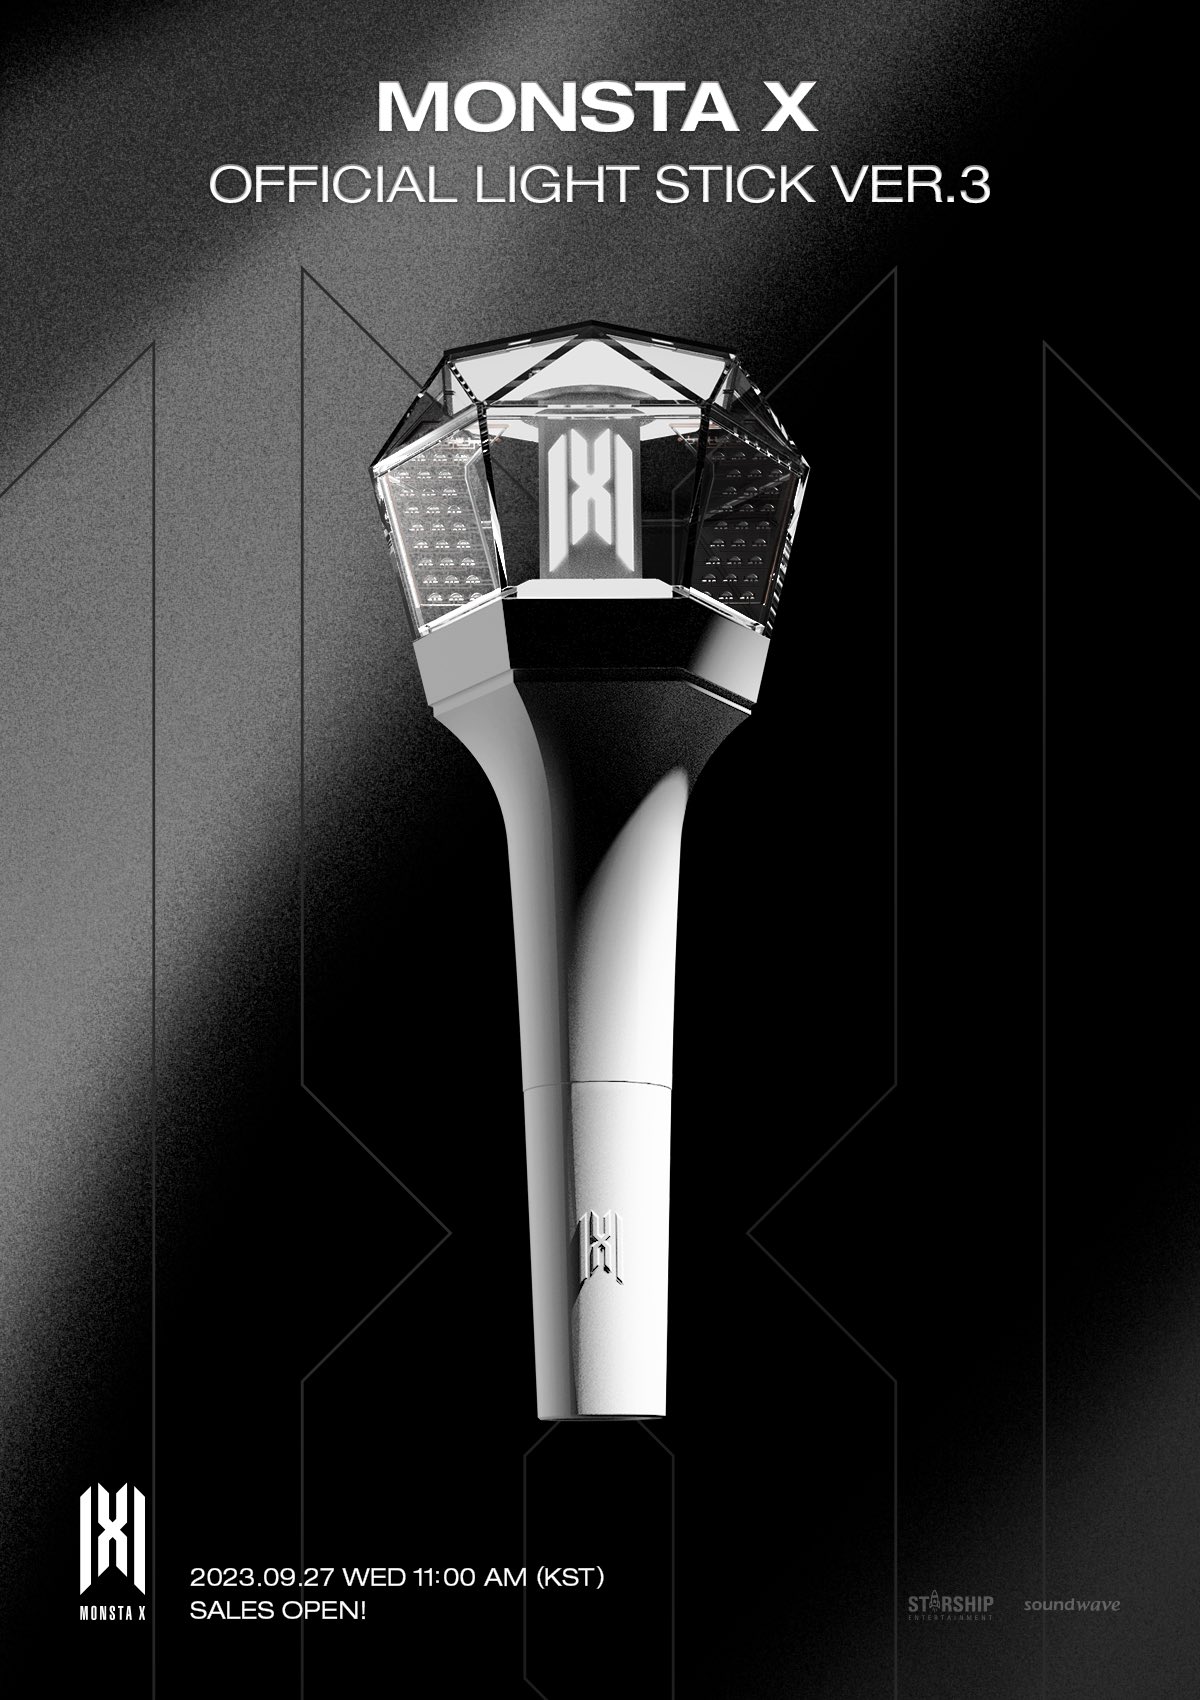 MONSTA X
OFFICIAL LIGHT STICK VER.3
MONSTA X
2023.09.27 WED 11:00 AM (KST)
SALES OPEN!
STARSHIP
ENTERTAINMENT
soundwave